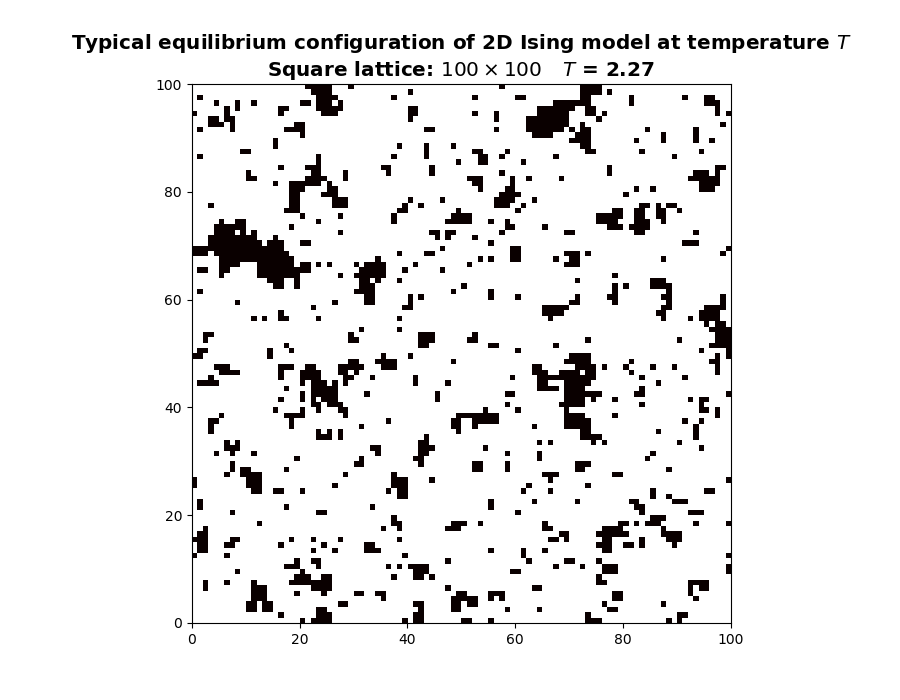 Typical equilibrium configuration of 2D Ising model at temperature T
Square lattice: 100 × 100 T = 2.27
100
80
60
40
20
0
0 20 40 60 80 100